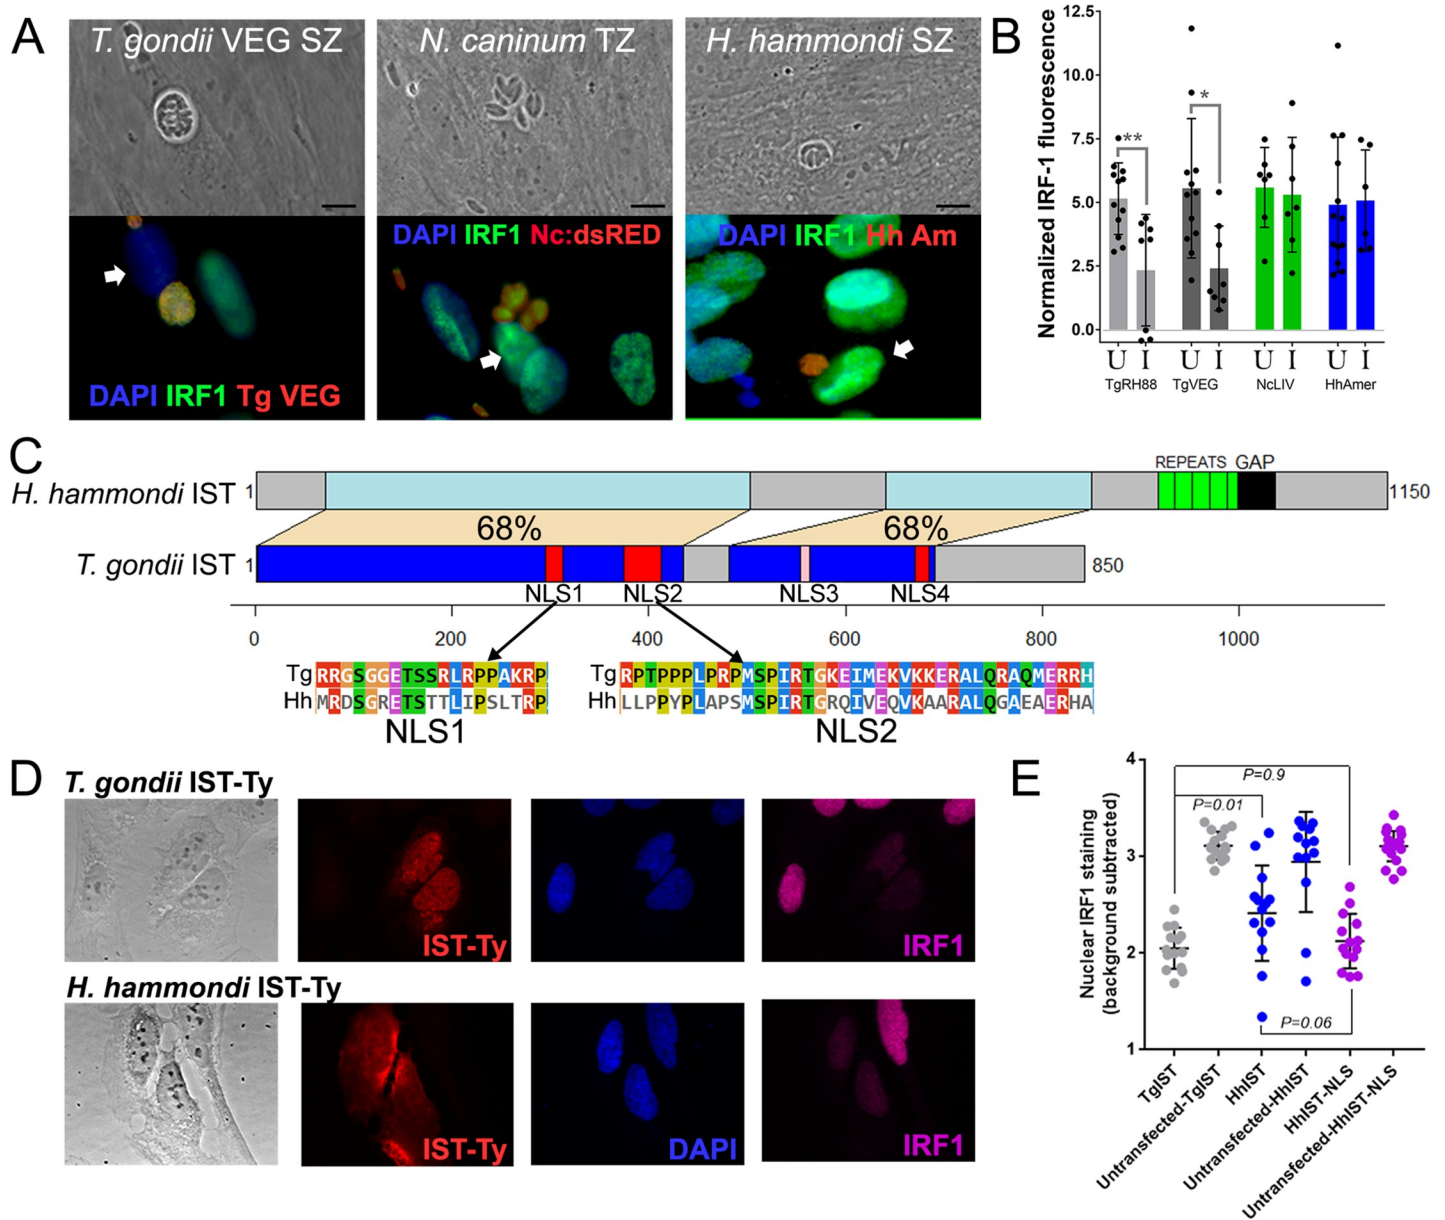 A
T. gondii VEG SZ
N. caninum TZ
H. hammondi SZ
DAPI IRF1 Tg VEG
DAPI IRF1 Nc:dsRED
DAPI IRF1 Hh Am
B
Normalized IRF-1 fluorescence
12.5
10.0
7.5
5.0
2.5
0.0
**
*
U I U I U I U I
TgRH88 TgVEG NcLIV HhAmer
C
REPEATS GAP
H. hammondi IST 1 1150
68% 68%
T. gondii IST 1 850
NLS1 NLS2 NLS3 NLS4
0 200 400 600 800 1000
Tg RRGSGGETSSRLRPPAKRP
Hh MRDSGRETSTTLIPSLTRP
NLS1
Tg RPTPPPLPRPMSPIRTGKEIMEKVKKERALQRAQMERRH
Hh LLPPYPLAPSMSPIRTGRQIVEQVKAARALQGAEAERHA
NLS2
D
T. gondii IST-Ty
IST-Ty
IRF1
H. hammondi IST-Ty
IST-Ty
DAPI
IRF1
E
Nuclear IRF1 staining
(background subtracted)
4
3
2
1
P=0.9
P=0.01
P=0.06
TgIST
Untransfected-TgIST
HhIST
Untransfected-HhIST
HhIST-NLS
Untransfected-HhIST-NLS